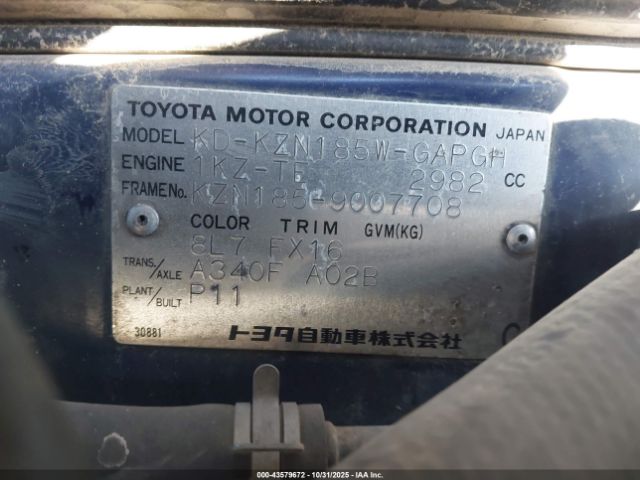 TOYOTA MOTOR CORPORATION JAPAN
MODEL KD-KZN185W-GAPGH
ENGINE 1KZ-TE 2982 CC
FRAME No. KZN185-9007708
COLOR TRIM GVM(KG)
8L7 FX16
TRANS./AXLE A340F A02B
PLANT/BUILT P11
30881 トヨタ自動車株式会社
000-43579672 - 10/31/2025 - IAA Inc.